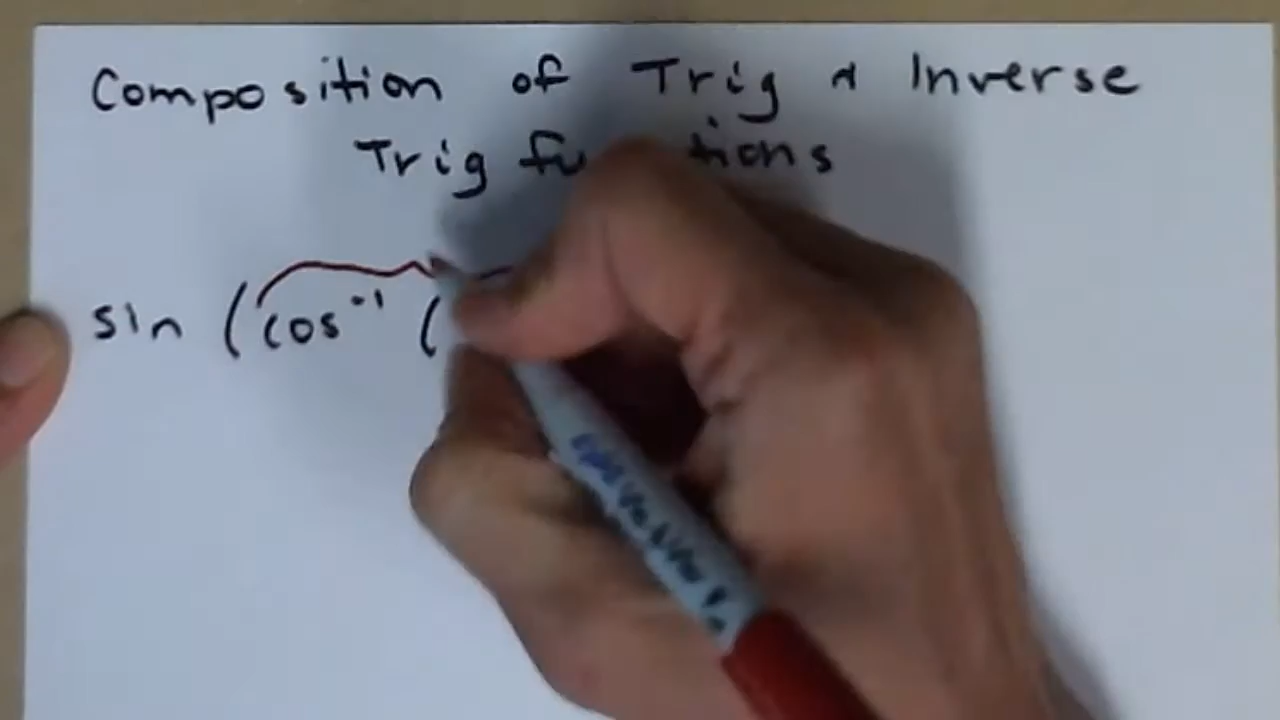 Composition of Trig & Inverse
Trig
sin (cos⁻¹ (